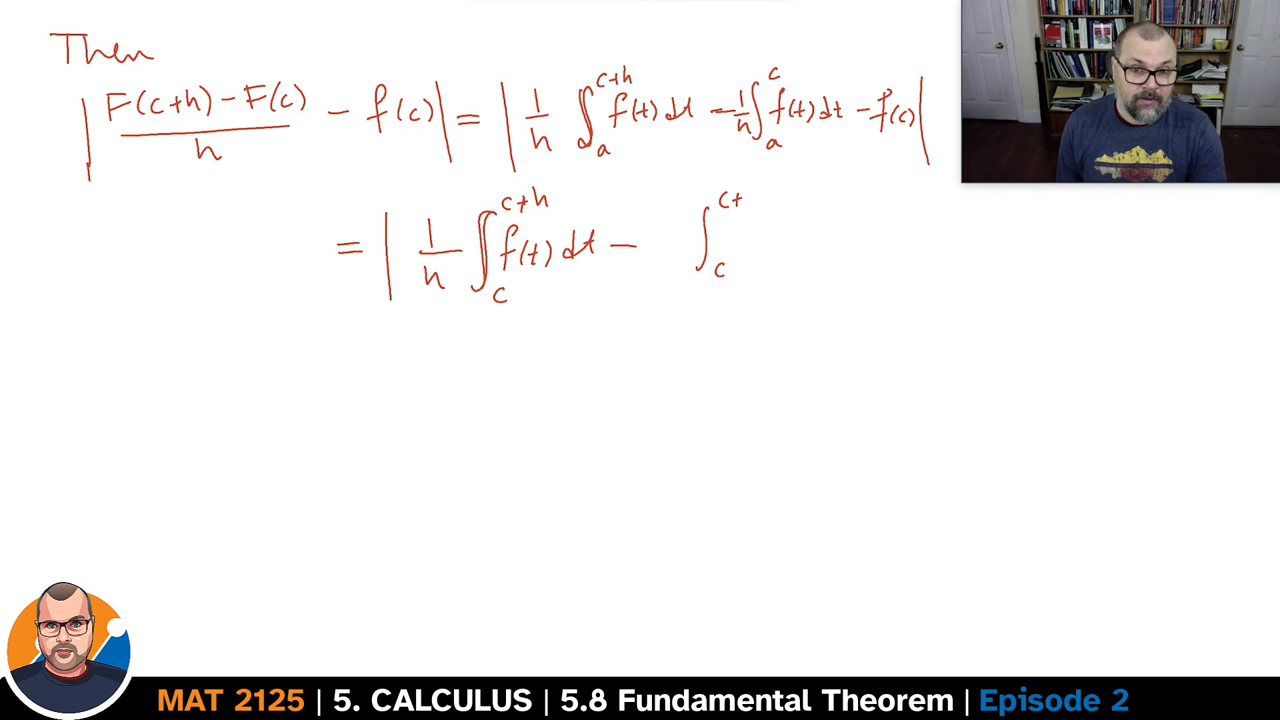 Then
| F(c+h) - F(c) / h - f(c) | = | 1/h ∫_a^{c+h} f(t) dt - 1/h ∫_a^c f(t) dt - f(c) |
= | 1/h ∫_c^{c+h} f(t) dt - ∫_c^{c+
MAT 2125 | 5. CALCULUS | 5.8 Fundamental Theorem | Episode 2